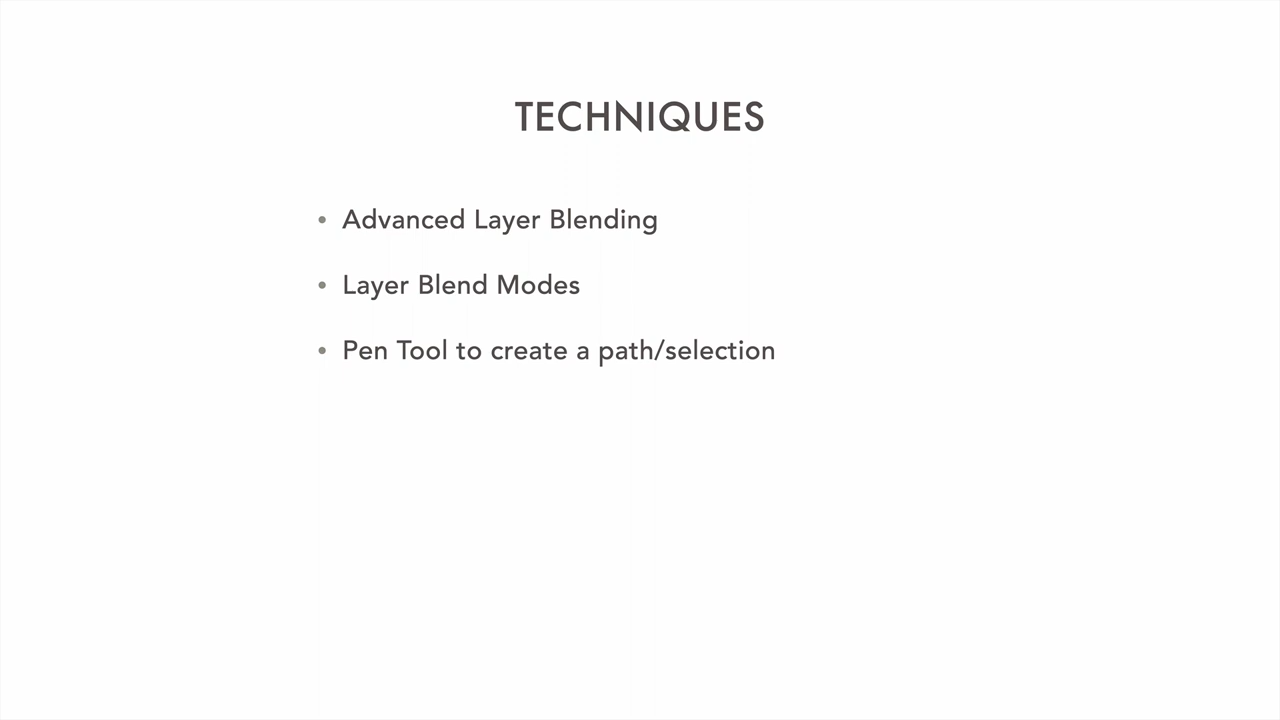 TECHNIQUES
• Advanced Layer Blending
• Layer Blend Modes
• Pen Tool to create a path/selection